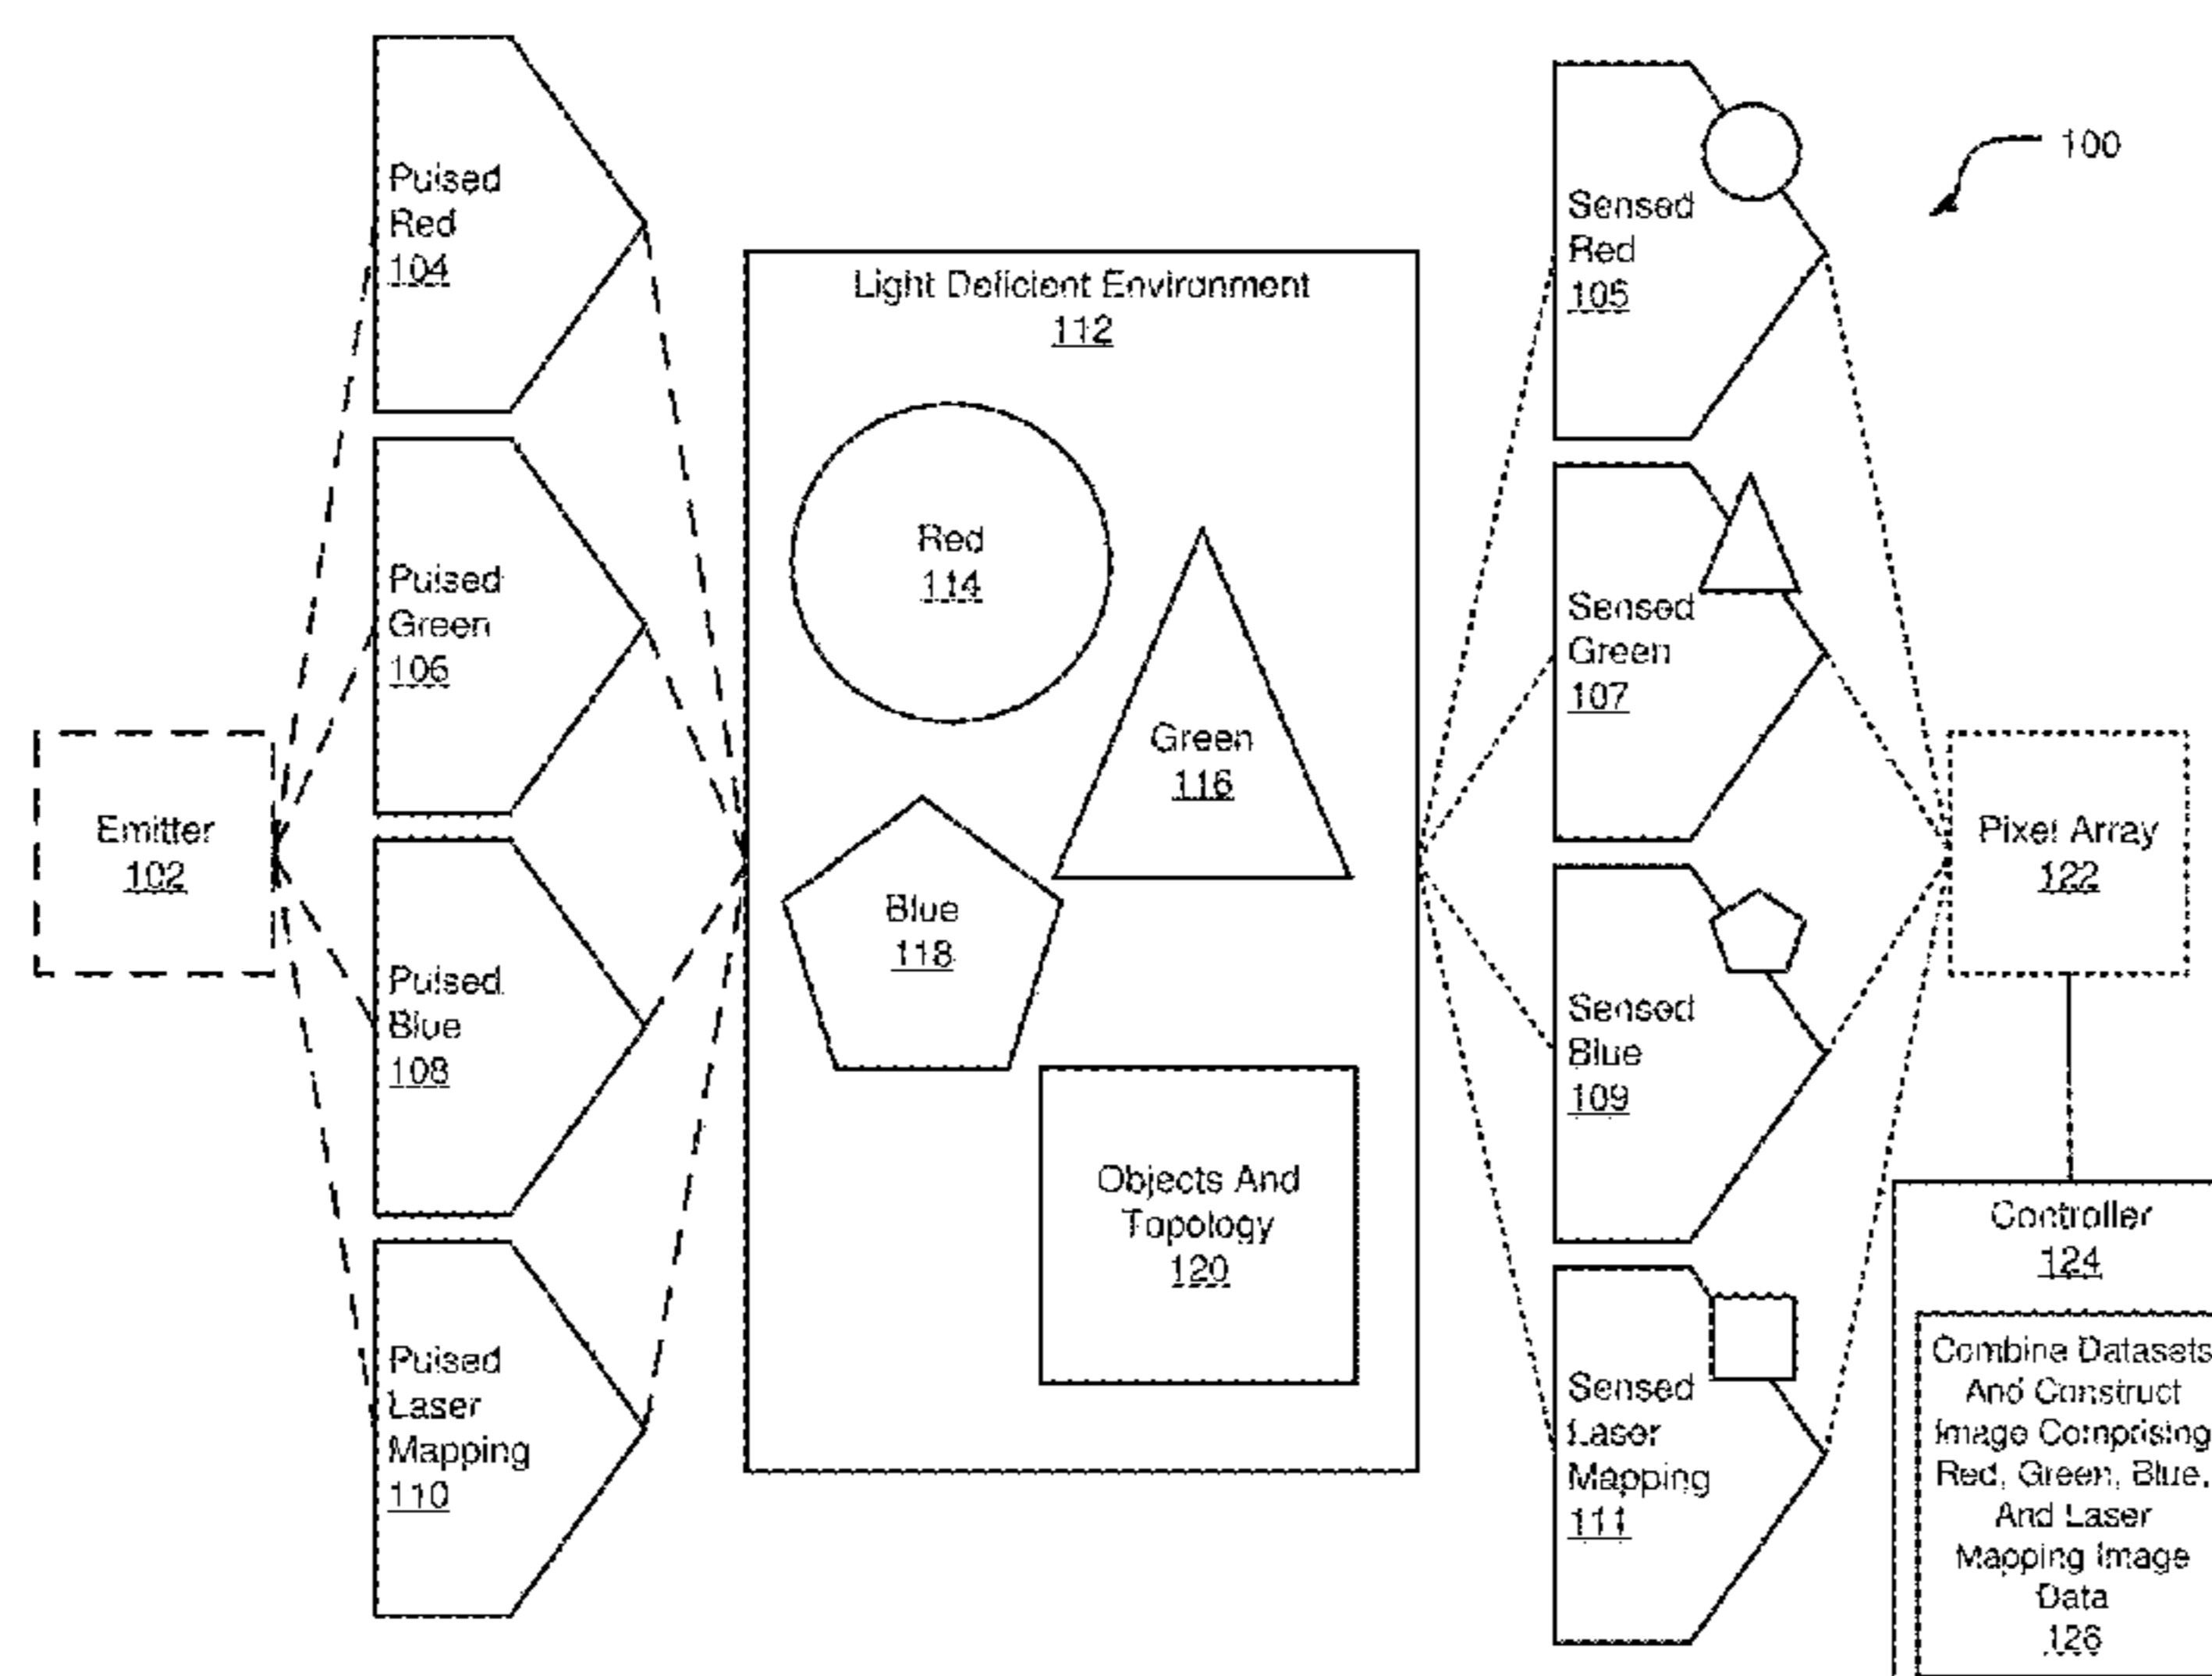 Pulsed
Red
104
Pulsed
Green
106
Pulsed
Blue
108
Pulsed
Laser
Mapping
110
Emitter
102
Light Deficient Environment
112
Red
114
Green
116
Blue
118
Objects And
Topology
120
Sensed
Red
105
Sensed
Green
107
Sensed
Blue
109
Sensed
Laser
Mapping
111
100
Pixel Array
122
Controller
124
Combine Datasets
And Construct
Image Comprising
Red, Green, Blue,
And Laser
Mapping Image
Data
126